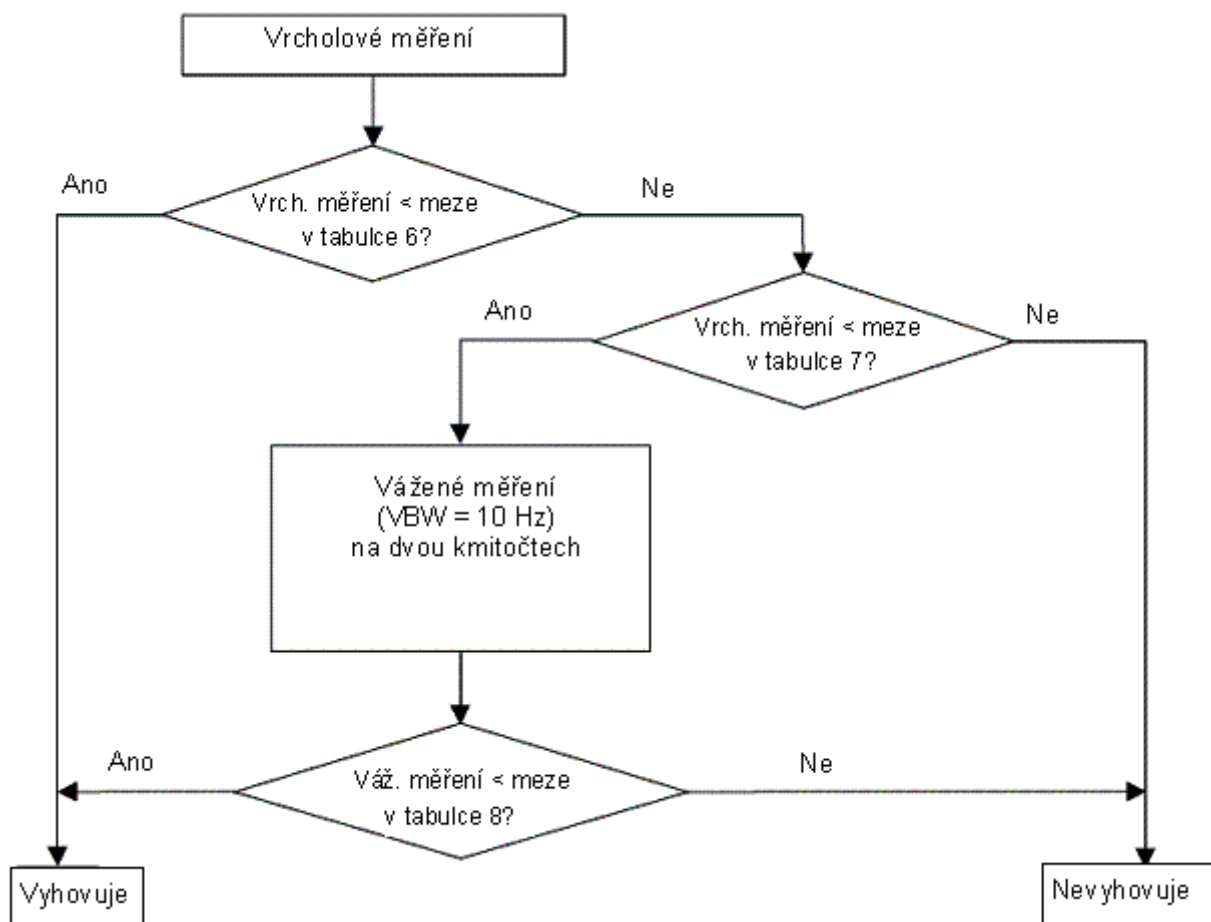 Vrcholové měření
Ano
Ne
Vrch. měření < meze
v tabulce 6?
Ano
Ne
Vrch. měření < meze
v tabulce 7?
Vážené měření
(VBW = 10 Hz)
na dvou kmitočtech
Ano
Ne
Váž. měření < meze
v tabulce 8?
Vyhovuje
Nevyhovuje